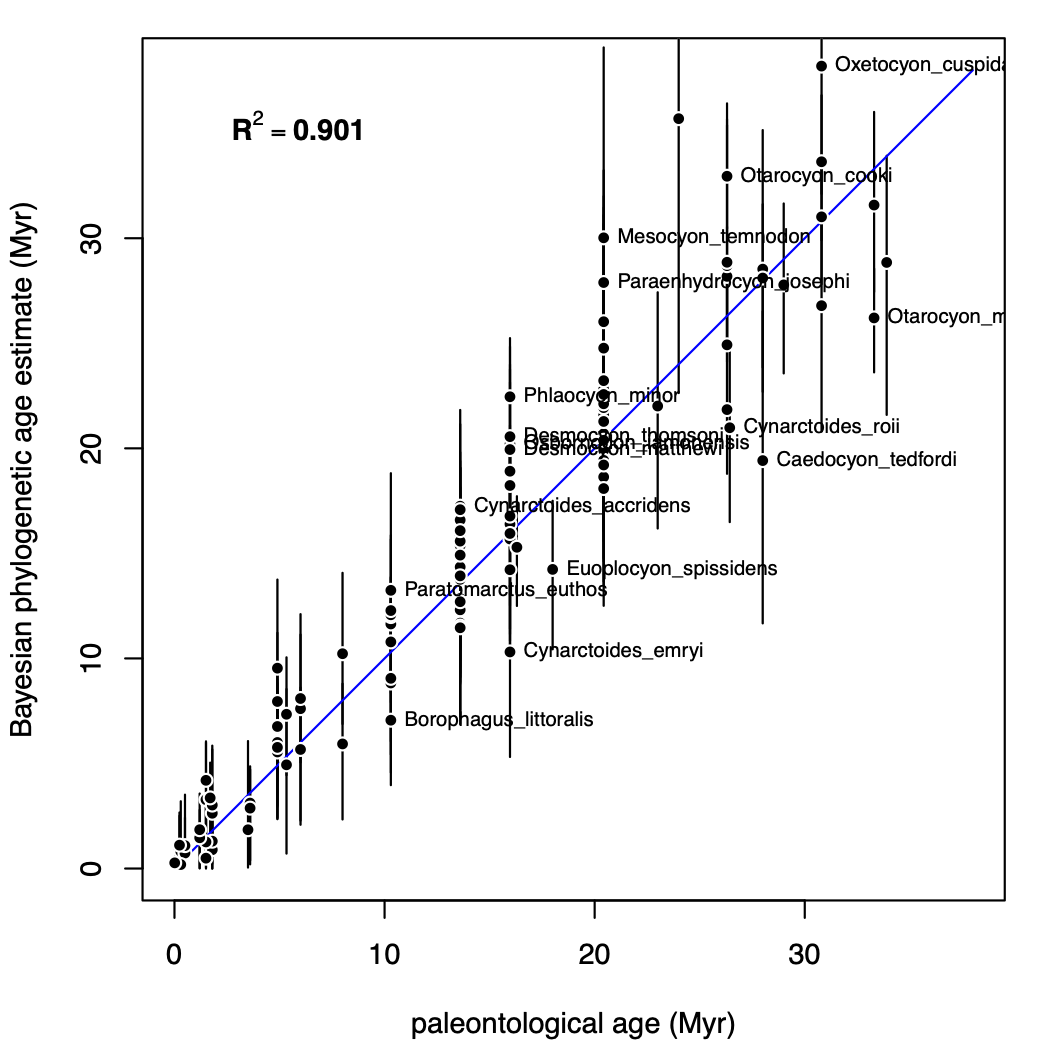 R2 = 0.901
Oxetocyon_cuspida
Otarocyon_cooki
Mesocyon_temnodon
Paraenhydrocyon_josephi
Otarocyon_m
Phlaocyon_minor
Cynarctoides_roii
Desmocyon_thomsoni
Desmocyon_matthewi
Caedocyon_tedfordi
Cynarctoides_accridens
Euoplocyon_spissidens
Paratomarctus_euthos
Cynarctoides_emryi
Borophagus_littoralis
Bayesian phylogenetic age estimate (Myr)
30
20
10
0
0 10 20 30
paleontological age (Myr)